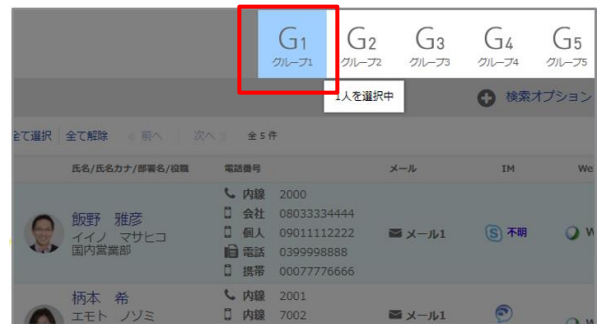 G1 G2 G3 G4 G5
グループ1 グループ2 グループ3 グループ4 グループ5
1人を選択中 検索オプション
全て選択 全て解除 前へ 次へ 全5件
氏名/氏名カナ/部署名/役職 電話番号 メール IM We
飯野 雅彦
イイノ マサヒコ
国内営業部
内線 2000
会社 08033334444
個人 09011112222
電話 0399998888
携帯 00077776666
メール1
S 不明
W
柄本 希
エモト ノゾミ
内線 2001
内線 7002
メール1